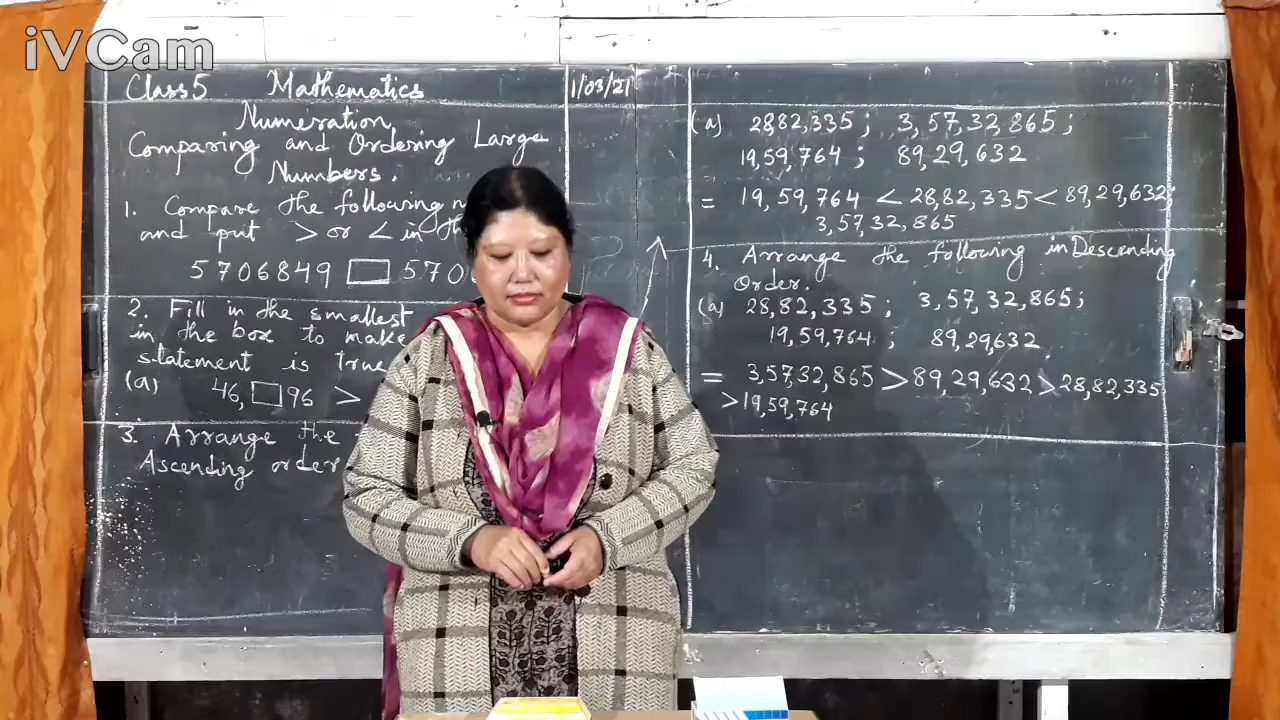 iVCam
Class 5 Mathematics 1/03/21
Numeration
Comparing and Ordering Large
Numbers.
1. Compare the following
and put > or < in
5706849 □ 570
2. Fill in the smallest
in the box to make
statement is true
(a) 46,□96 >
3. Arrange the
Ascending order
(a) 28,82,335 ; 3,57,32,865 ;
19,59,764 ; 89,29,632
= 19,59,764 < 28,82,335 < 89,29,632;
3,57,32,865
4. Arrange the following in Descending
Order.
(a) 28,82,335 ; 3,57,32,865;
19,59,764 ; 89,29,632
= 3,57,32,865 > 89,29,632 > 28,82,335
> 19,59,764